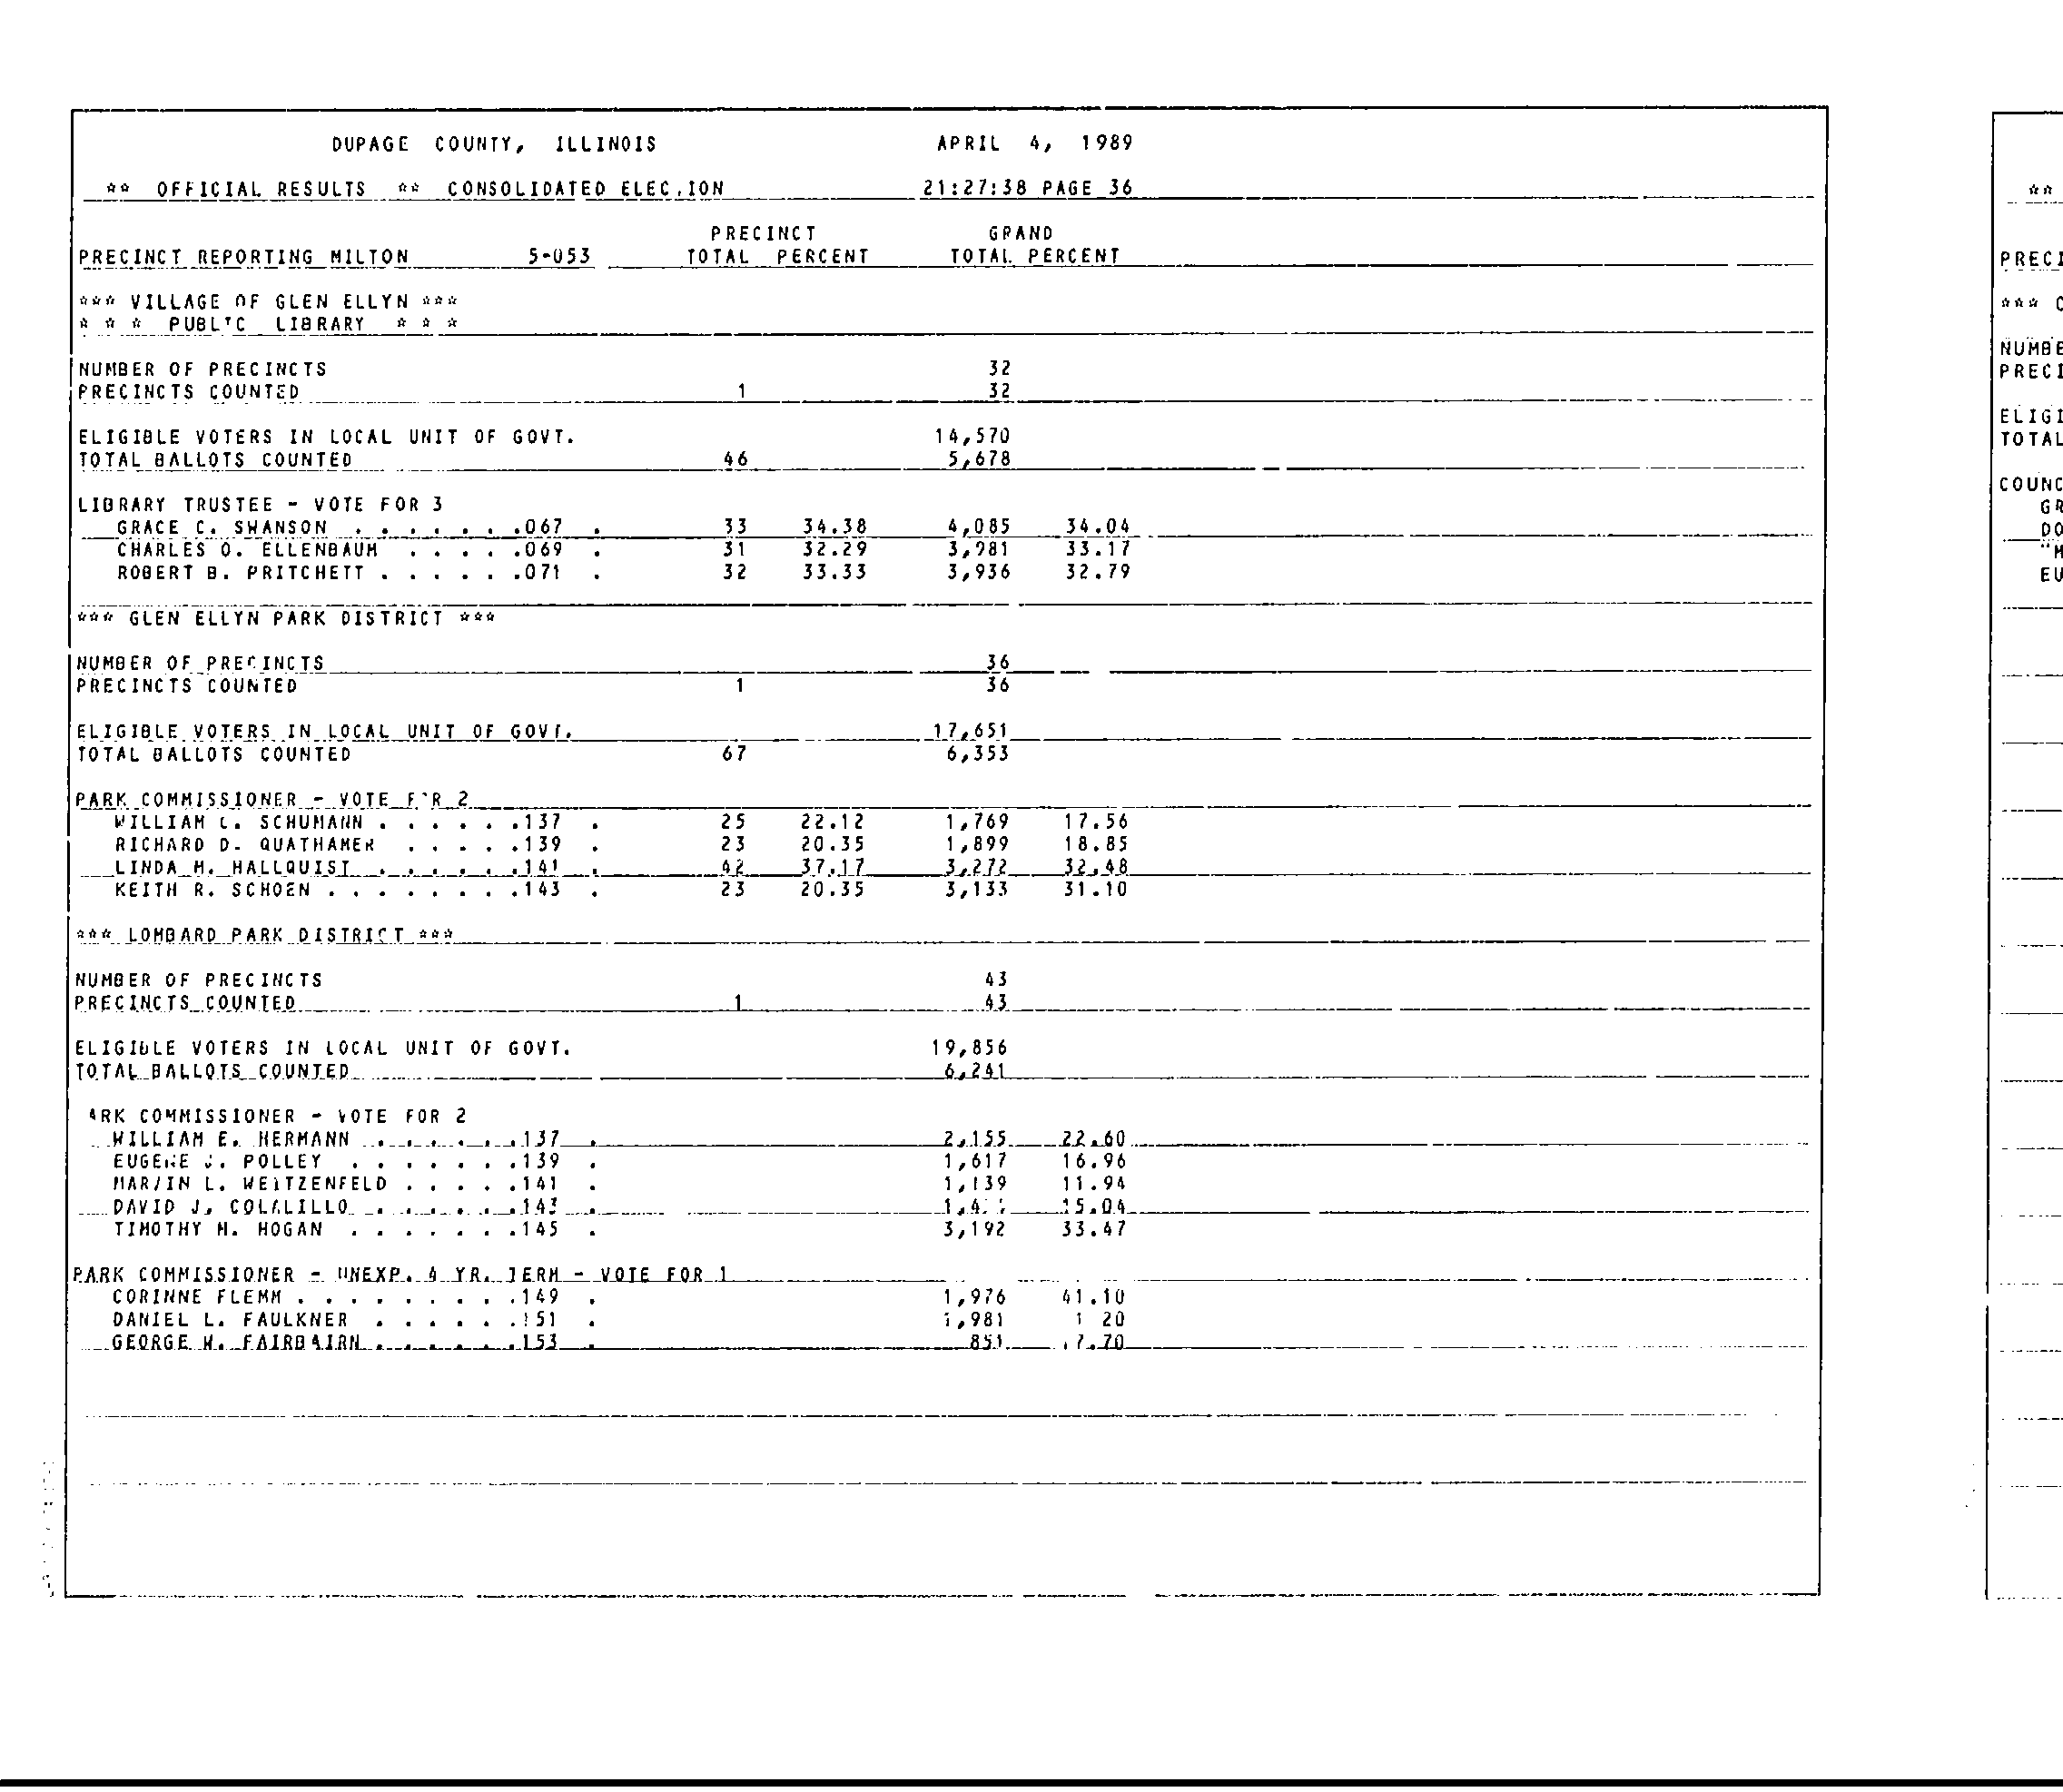 DUPAGE COUNTY, ILLINOIS APRIL 4, 1989
** OFFICIAL RESULTS ** CONSOLIDATED ELEC.ION 21:27:38 PAGE 36
PRECINCT GRAND
PRECINCT REPORTING MILTON 5-053 TOTAL PERCENT TOTAL PERCENT
*** VILLAGE OF GLEN ELLYN ***
* * * PUBLIC LIBRARY * * *
NUMBER OF PRECINCTS 32
PRECINCTS COUNTED 1 32
ELIGIBLE VOTERS IN LOCAL UNIT OF GOVT. 14,570
TOTAL BALLOTS COUNTED 46 5,678
LIBRARY TRUSTEE - VOTE FOR 3
GRACE C. SWANSON . . . . . . .067 . 33 34.38 4,085 34.04
CHARLES O. ELLENBAUM . . . . .069 . 31 32.29 3,981 33.17
ROBERT B. PRITCHETT . . . . . .071 . 32 33.33 3,936 32.79
*** GLEN ELLYN PARK DISTRICT ***
NUMBER OF PRECINCTS 36
PRECINCTS COUNTED 1 36
ELIGIBLE VOTERS IN LOCAL UNIT OF GOVT. 17,651
TOTAL BALLOTS COUNTED 67 6,353
PARK COMMISSIONER - VOTE FOR 2
WILLIAM C. SCHUMANN . . . . . .137 . 25 22.12 1,769 17.56
RICHARD D. QUATHAMER . . . . .139 . 23 20.35 1,899 18.85
LINDA M. HALLQUIST . . . . . .141 . 42 37.17 3,272 32.48
KEITH R. SCHOEN . . . . . . . .143 . 23 20.35 3,133 31.10
*** LOMBARD PARK DISTRICT ***
NUMBER OF PRECINCTS 43
PRECINCTS COUNTED 1 43
ELIGIBLE VOTERS IN LOCAL UNIT OF GOVT. 19,856
TOTAL BALLOTS COUNTED 6,241
ARK COMMISSIONER - VOTE FOR 2
WILLIAM E. HERMANN . . . . . .137 . 2,155 22.60
EUGENE J. POLLEY . . . . . . .139 . 1,617 16.96
MARVIN L. WEITZENFELD . . . . .141 . 1,139 11.94
DAVID J. COLALILLO . . . . . .143 . 15.04
TIMOTHY M. HOGAN . . . . . . .145 . 3,192 33.47
PARK COMMISSIONER - UNEXP. 4 YR. TERM - VOTE FOR 1
CORINNE FLEMM . . . . . . . . .149 . 1,976 41.10
DANIEL L. FAULKNER . . . . . .151 . 1,981
GEORGE W. FAIRBAIRN . . . . . .153 . 851
**
PRECI
*** C
NUMBE
PRECI
ELIGI
TOTAL
COUNC
GR
DO
"M
EU